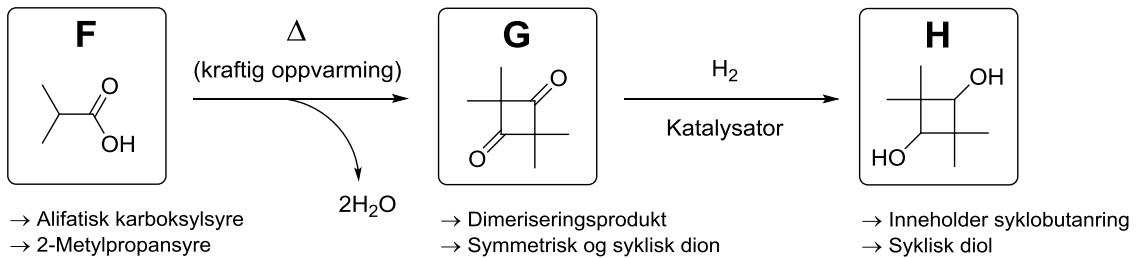 F
Δ
(kraftig oppvarming)
2H2O
O
OH
→ Alifatisk karboksylsyre
→ 2-Metylpropansyre
G
O
O
→ Dimeriseringsprodukt
→ Symmetrisk og syklisk dion
H2
Katalysator
H
OH
HO
→ Inneholder syklobutanring
→ Syklisk diol